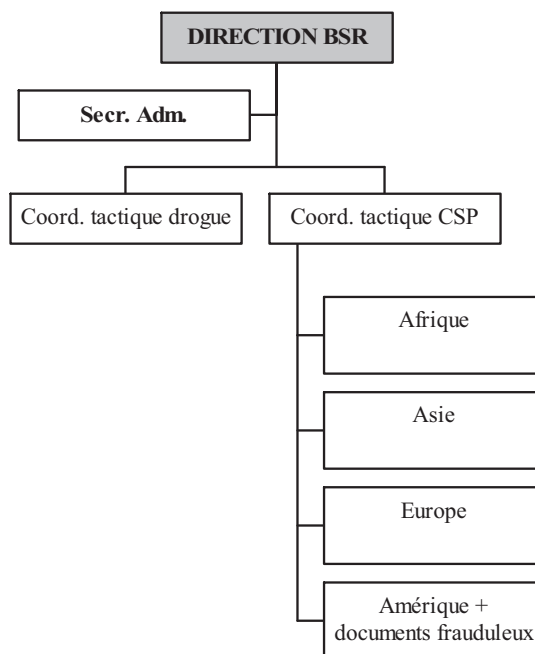 DIRECTION BSR
Secr. Adm.
Coord. tactique drogue
Coord. tactique CSP
Afrique
Asie
Europe
Amérique +
documents frauduleux